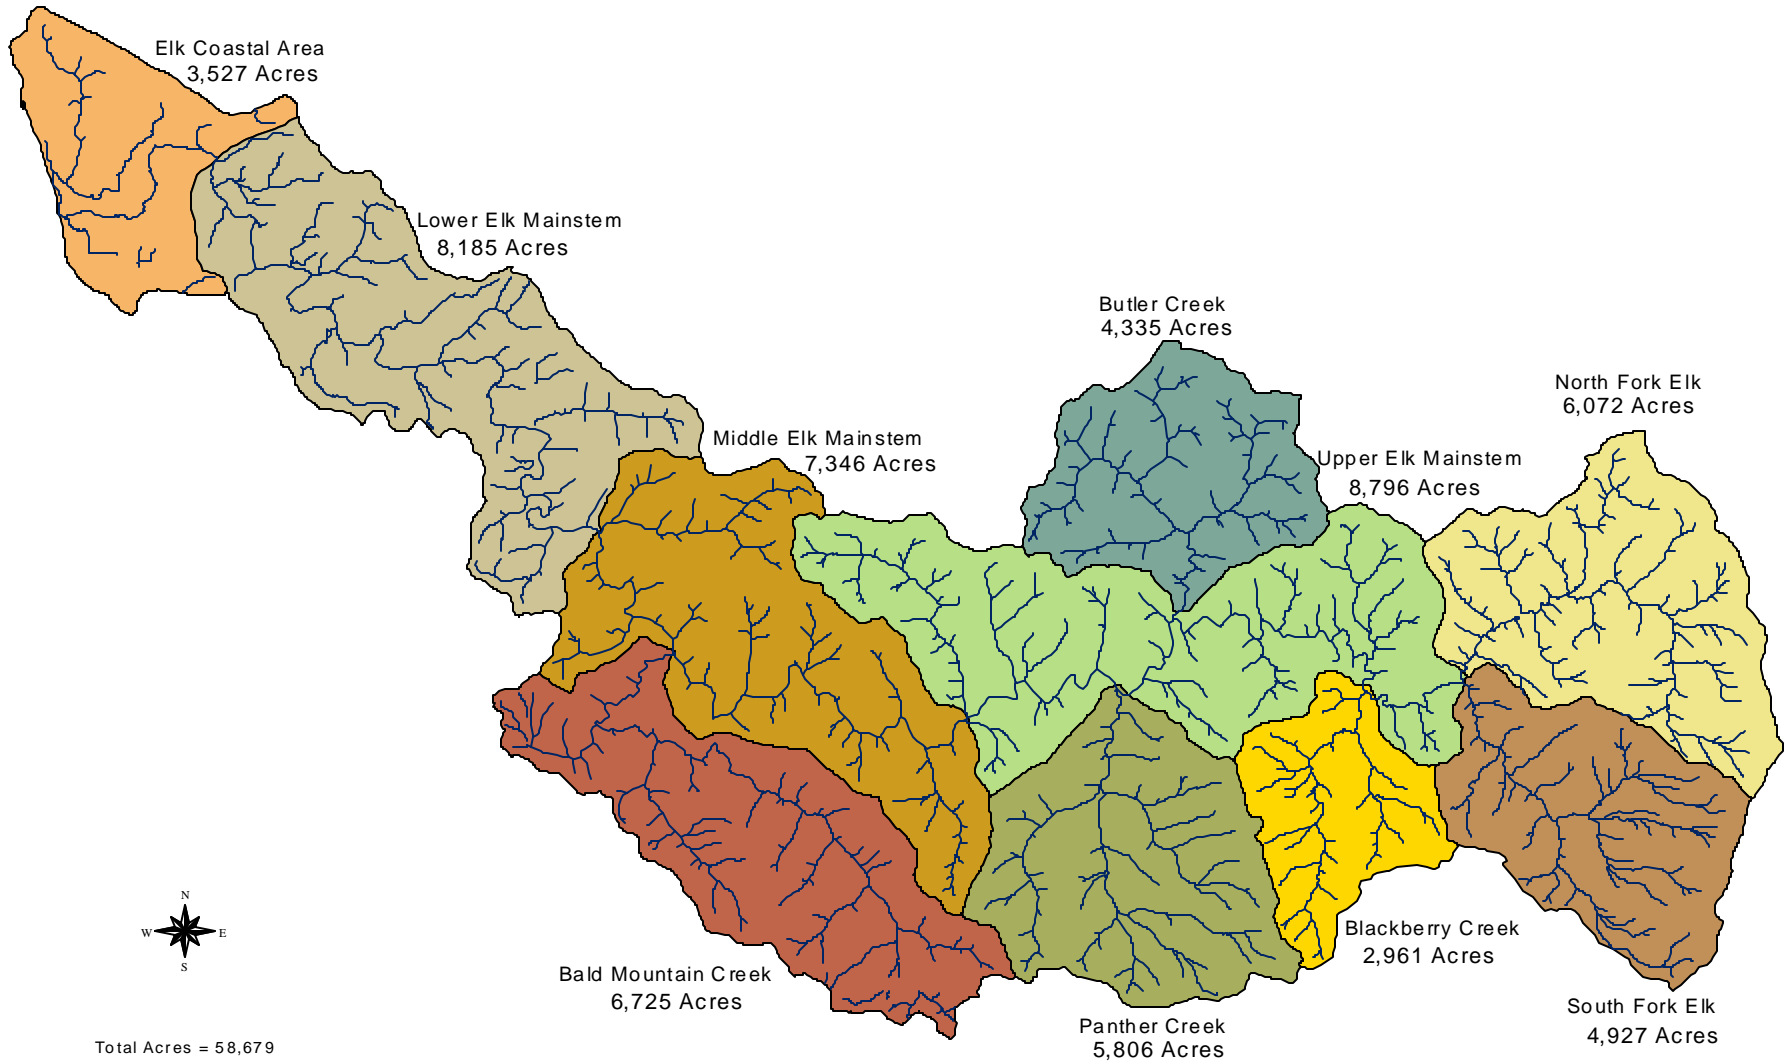 Elk Coastal Area
3,527 Acres
Lower Elk Mainstem
8,185 Acres
Butler Creek
4,335 Acres
North Fork Elk
6,072 Acres
Middle Elk Mainstem
7,346 Acres
Upper Elk Mainstem
8,796 Acres
N
W E
S
Blackberry Creek
2,961 Acres
Bald Mountain Creek
6,725 Acres
South Fork Elk
4,927 Acres
Panther Creek
5,806 Acres
Total Acres = 58,679